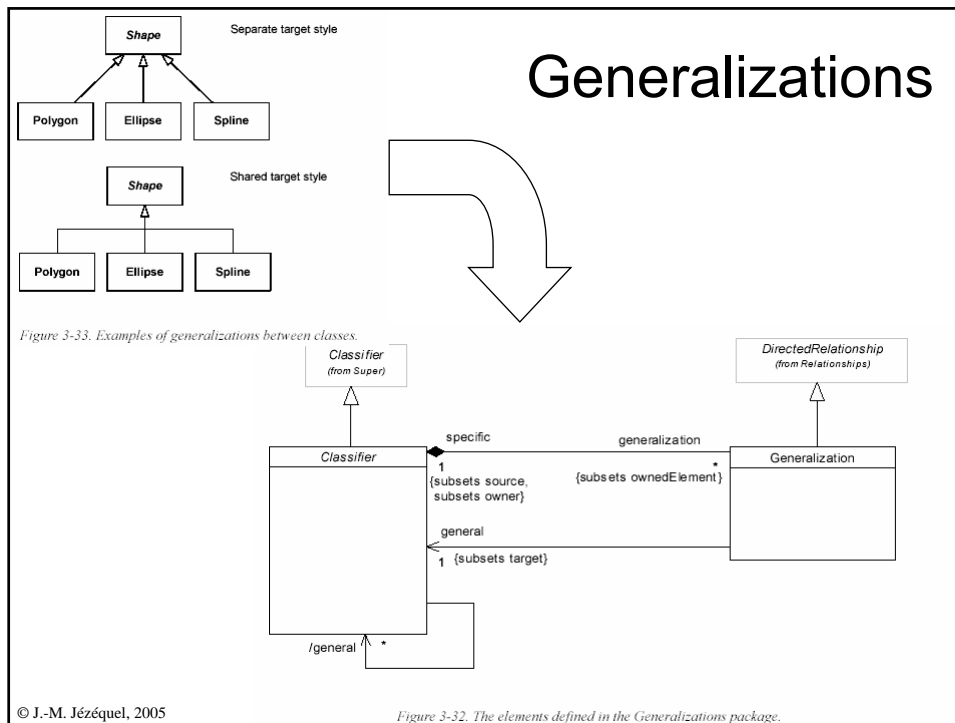 Generalizations
Shape
Separate target style
Polygon
Ellipse
Spline
Shape
Shared target style
Polygon
Ellipse
Spline
Figure 3-33. Examples of generalizations between classes.
Classifier
(from Super)
DirectedRelationship
(from Relationships)
Classifier
specific
1
{subsets source,
subsets owner}
generalization
*
{subsets ownedElement}
Generalization
general
1 {subsets target}
/general *
© J.-M. Jézéquel, 2005
Figure 3-32. The elements defined in the Generalizations package.